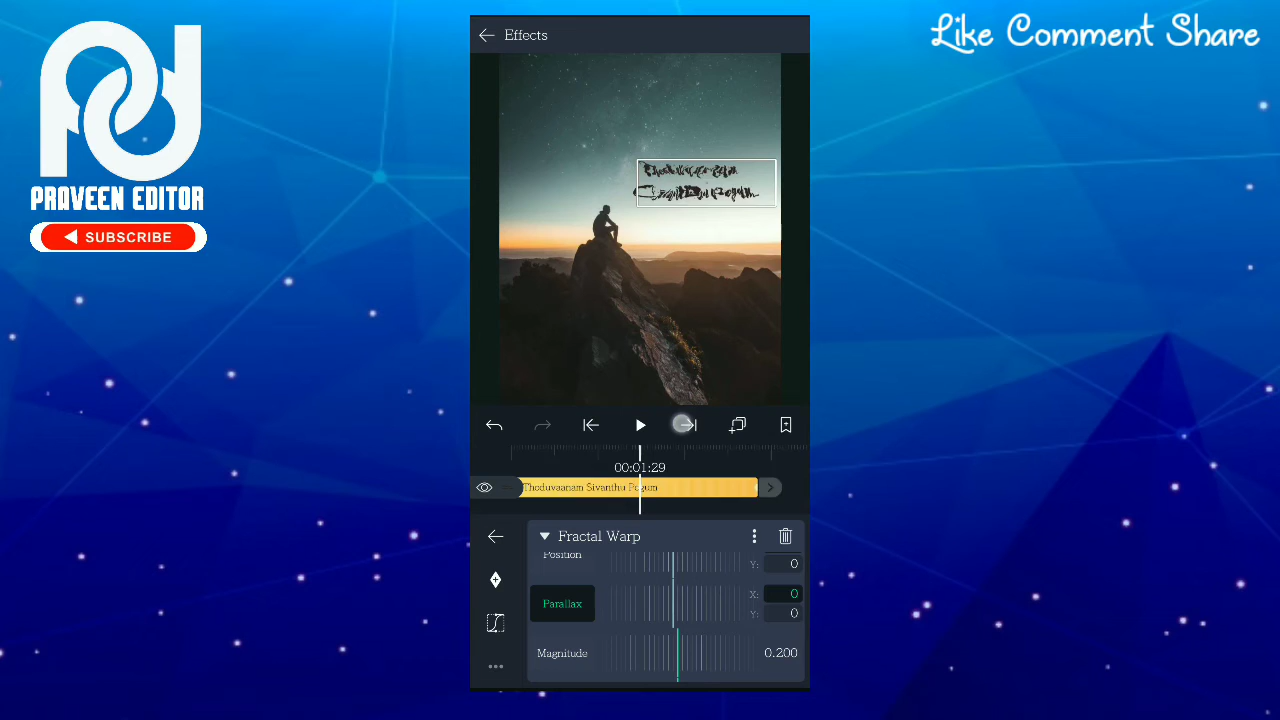 Like Comment Share
Effects
PRAVEEN EDITOR
SUBSCRIBE
00:01:29
Thoduvaanam Sivanthu Pogum
Fractal Warp
Position
Y: 0
Parallax
X: 0
Y: 0
Magnitude
0.200